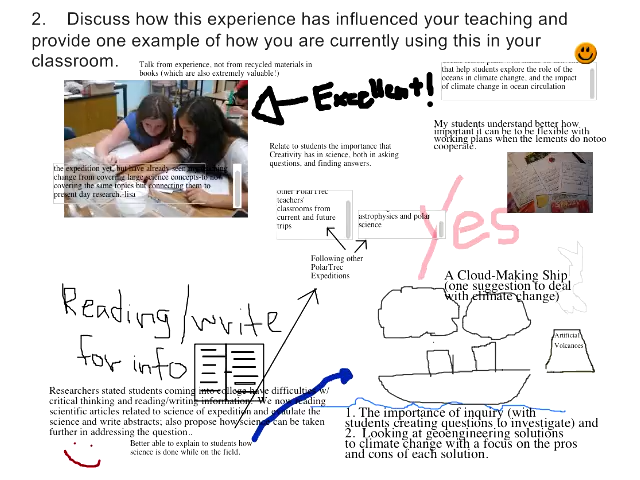 2. Discuss how this experience has influenced your teaching and
provide one example of how you are currently using this in your
classroom.
Talk from experience, not from recycled materials in
books (which are also extremely valuable!)
Excellent!
that help students explore the role of the
oceans in climate changte, and the impact
of climate change in ocean circulation
My students understand better how
important it can be to be flexible with
working plans when the lements do notoo
cooperate.
Relate to students the importance that
Creativity has in science, both in asking
questions, and finding answers.
the expedition yet, but have already seen
change from covering large science concepts to now
covering the same topics but connecting them to
present day research.-lisa
other PolarTrec
teachers'
classrooms from
current and future
trips
astrophysics and polar
science
Yes
Following other
PolarTrec
Expeditions
A Cloud-Making Ship
(one suggestion to deal
with climate change)
Reading/write
for info
Artificial
Volcanoes
Researchers stated students coming into college have difficulties w/
critical thinking and reading/writing information. We now reading
scientific articles related to science of expedition and emulate the
science and write abstracts; also propose how science can be taken
further in addressing the question..
Better able to explain to students how
science is done while on the field.
1. The importance of inquiry (with
students creating questions to investigate) and
2. Looking at geoengineering solutions
to climate change with a focus on the pros
and cons of each solution.